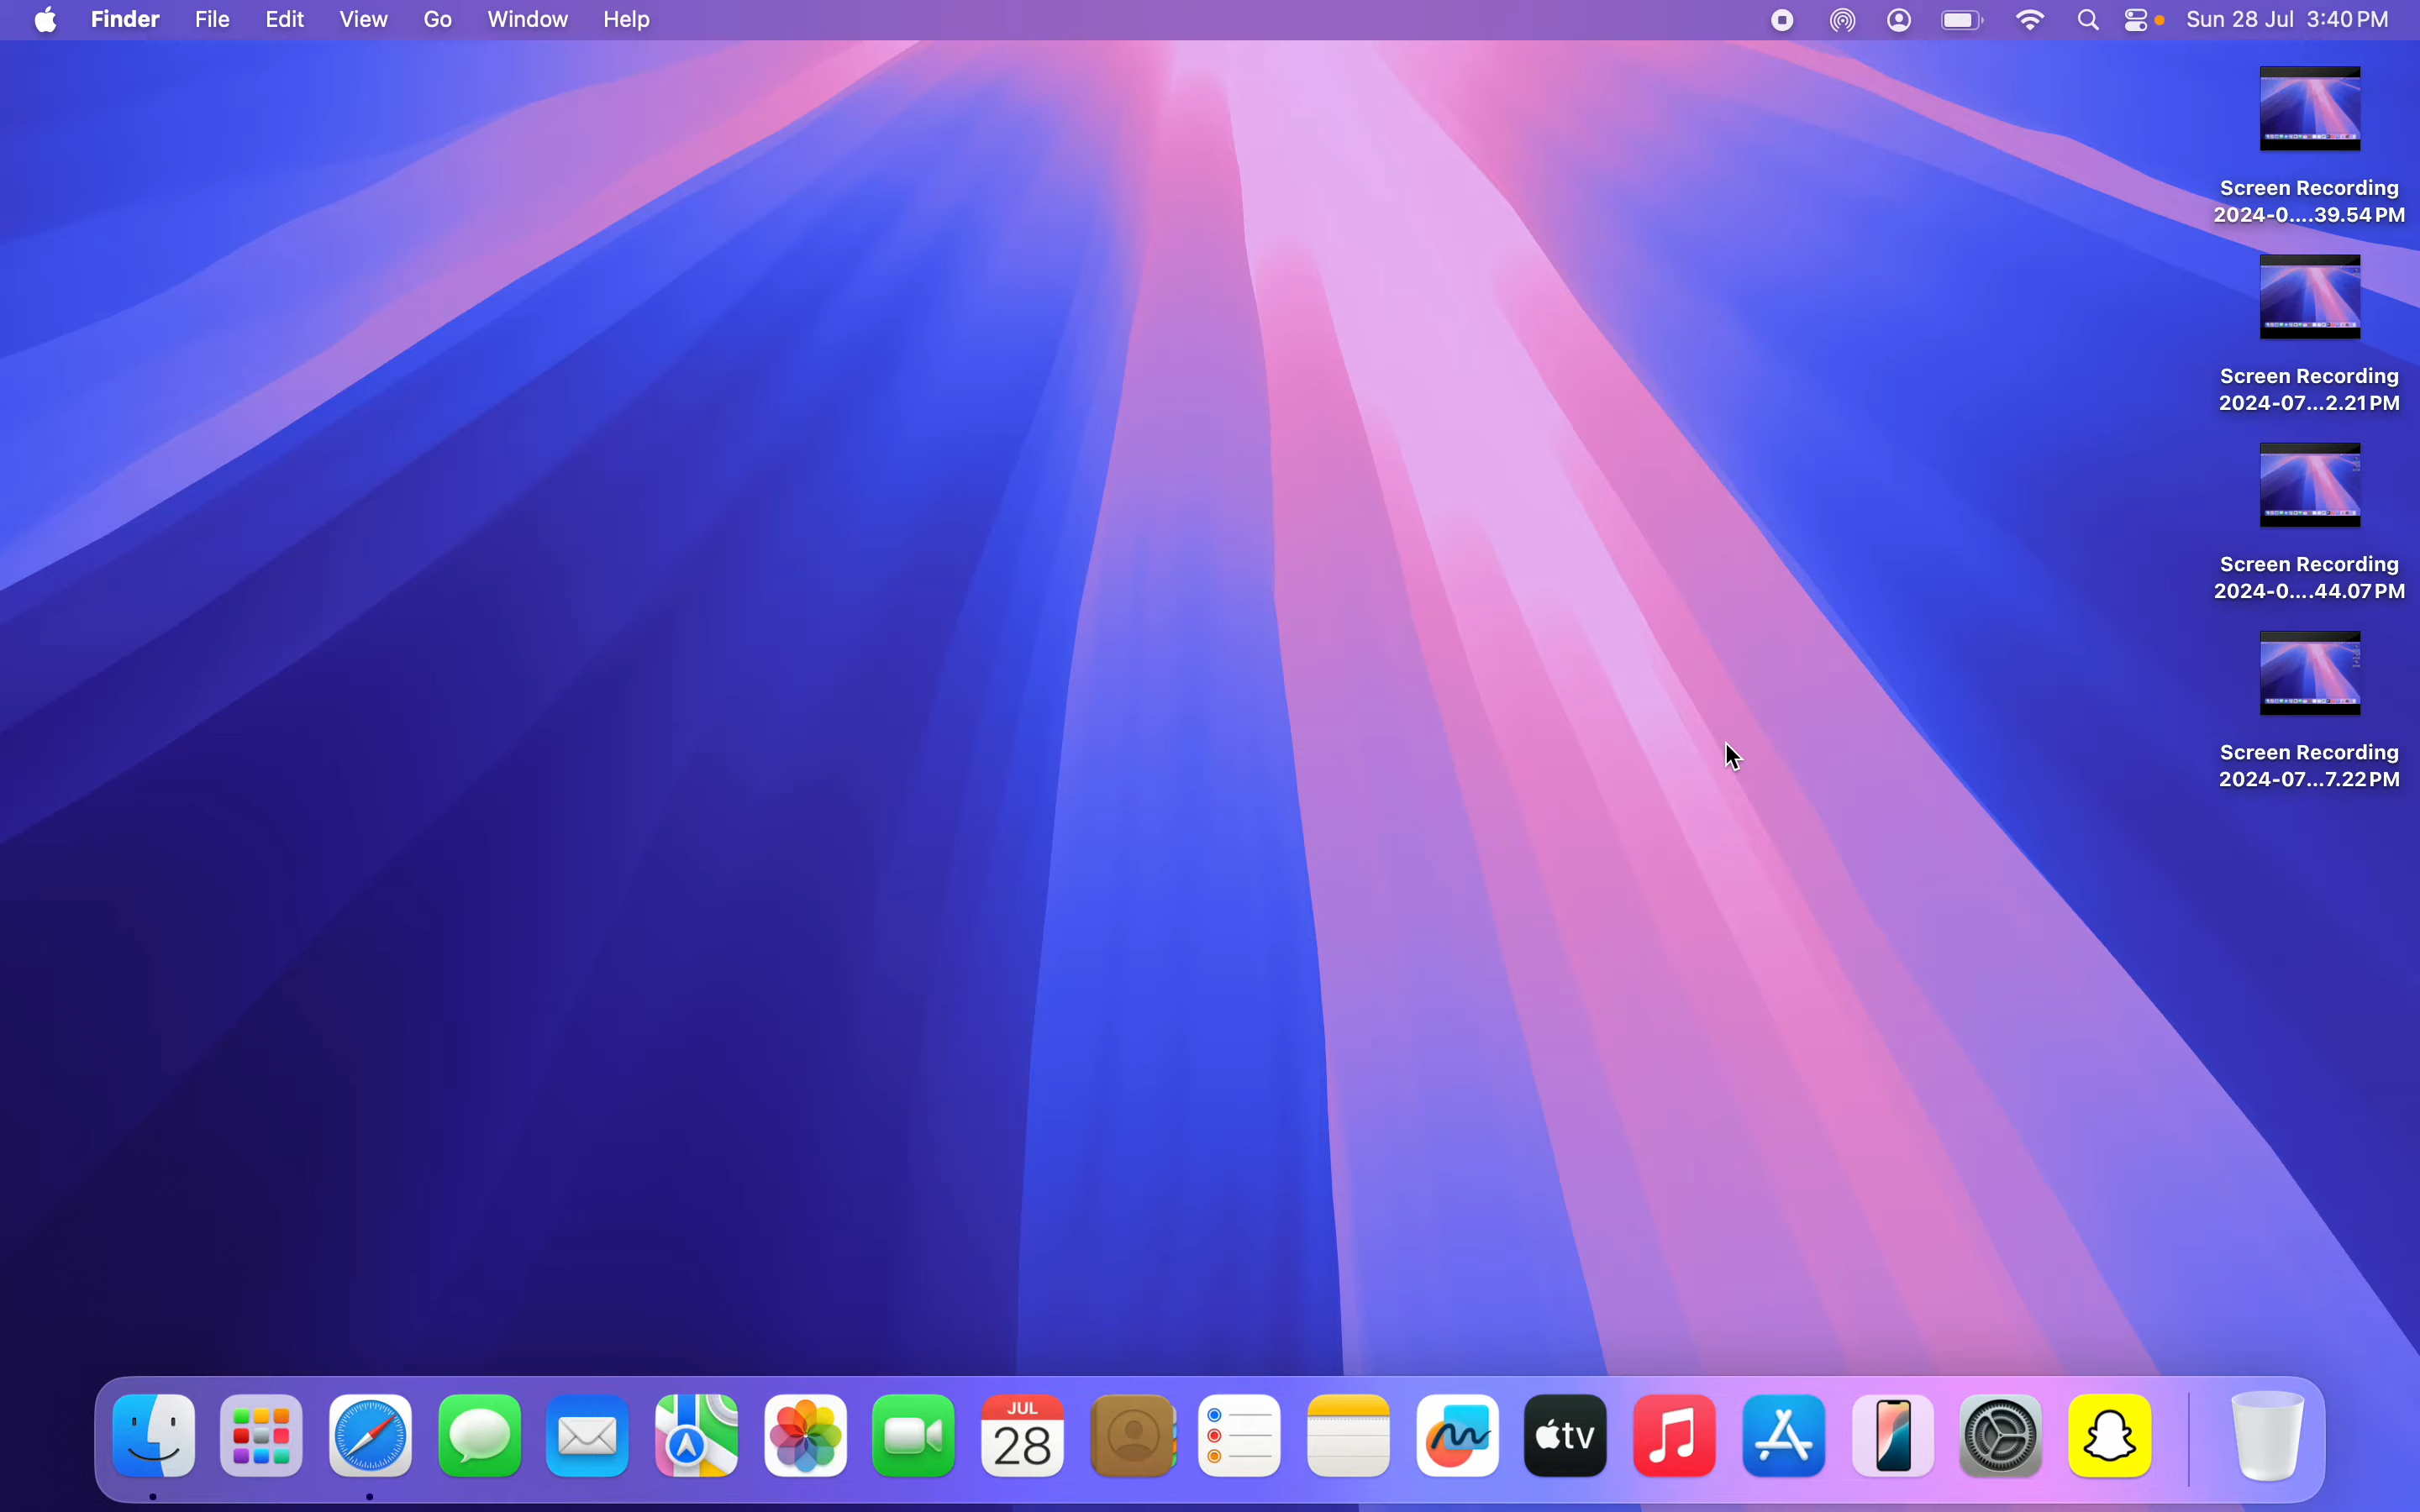 Finder File Edit View Go Window Help Sun 28 Jul 3:40 PM
Screen Recording
2024-0....39.54 PM
Screen Recording
2024-07...2.21 PM
Screen Recording
2024-0....44.07 PM
Screen Recording
2024-07...7.22 PM
JUL
28
tv